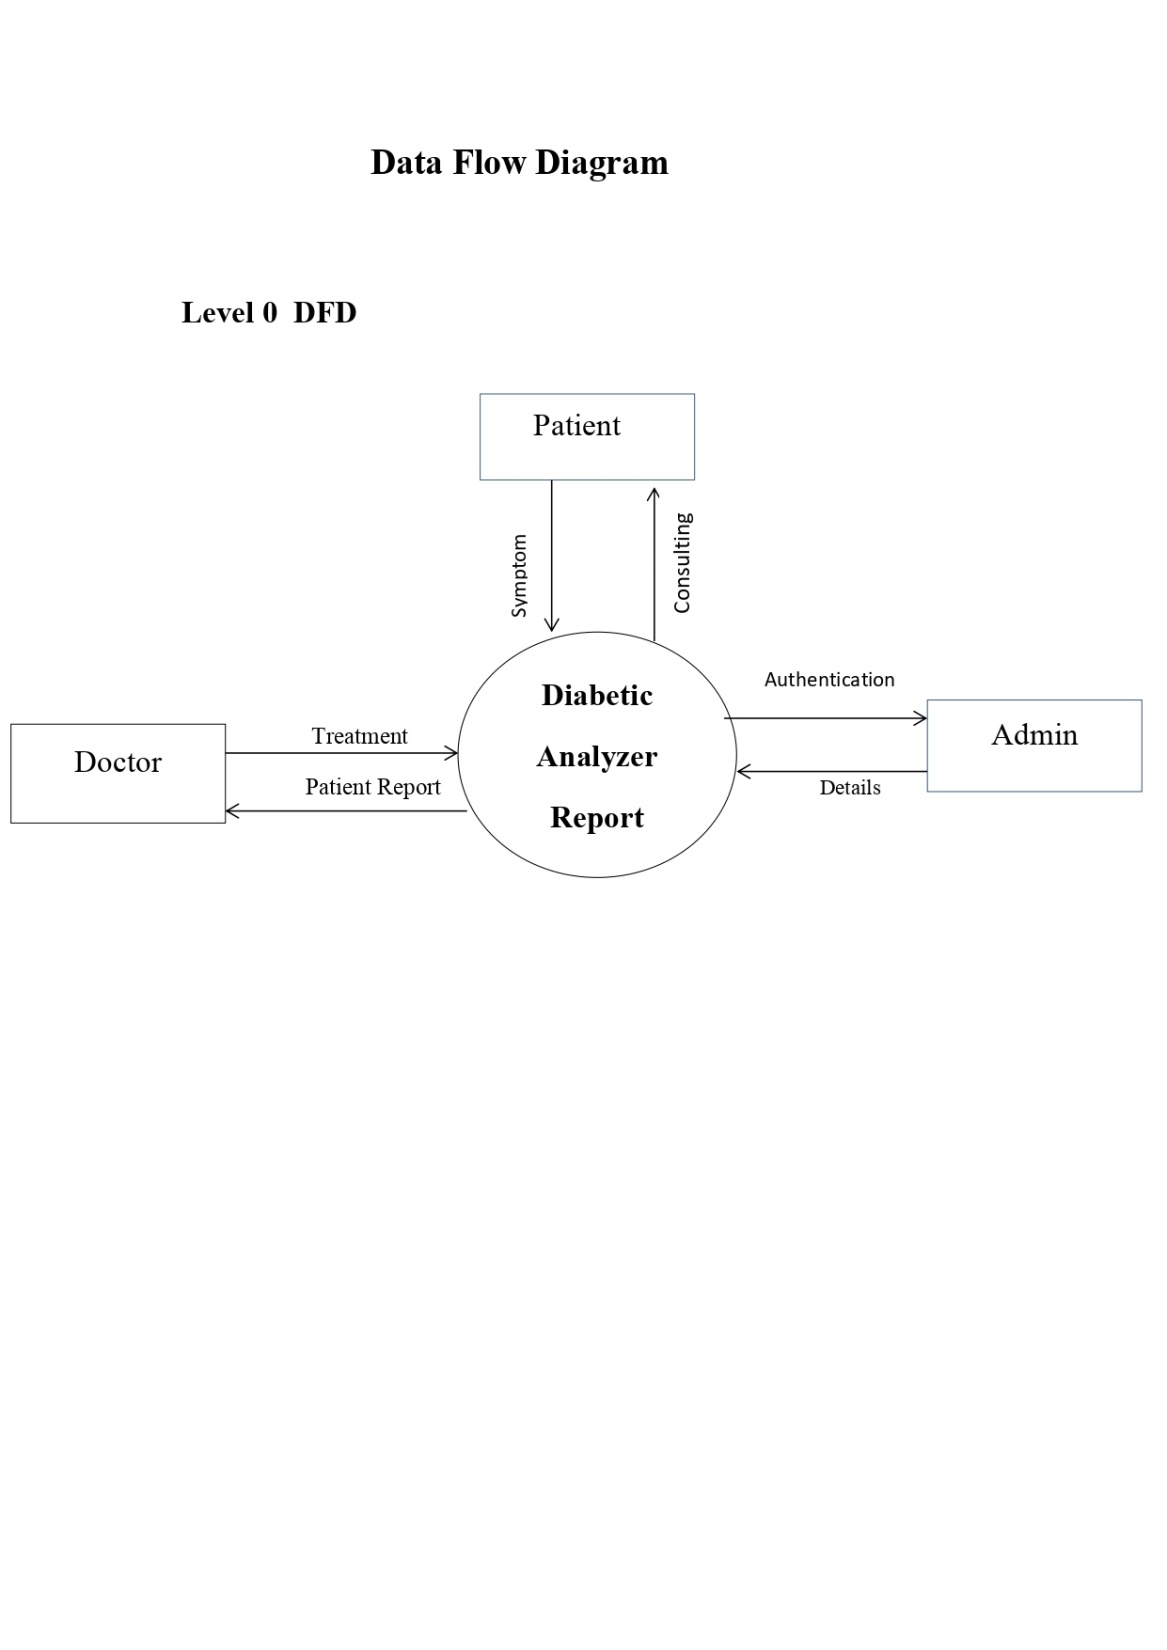 Data Flow Diagram
Level 0 DFD
Patient
Symptom
Consulting
Diabetic
Analyzer
Report
Authentication
Admin
Details
Doctor
Treatment
Patient Report